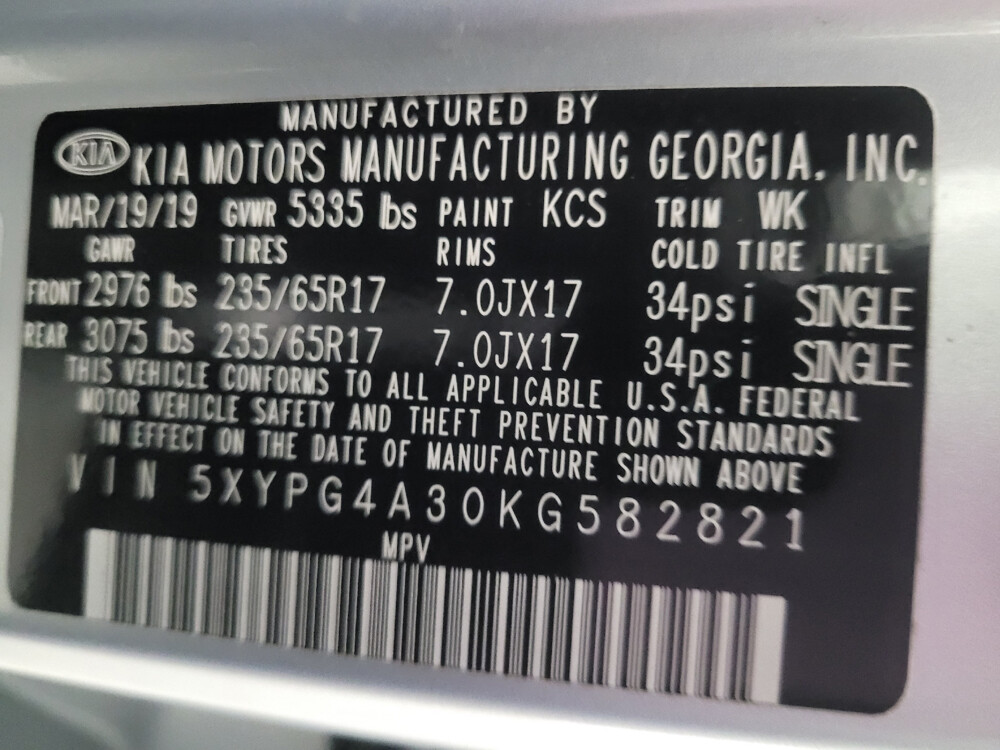 MANUFACTURED BY
KIA KIA MOTORS MANUFACTURING GEORGIA, INC.
MAR/19/19 GVWR 5335 lbs PAINT KCS TRIM WK
GAWR TIRES RIMS COLD TIRE INFL
FRONT 2976 lbs 235/65R17 7.0JX17 34psi SINGLE
REAR 3075 lbs 235/65R17 7.0JX17 34psi SINGLE
THIS VEHICLE CONFORMS TO ALL APPLICABLE U.S.A. FEDERAL
MOTOR VEHICLE SAFETY AND THEFT PREVENTION STANDARDS
IN EFFECT ON THE DATE OF MANUFACTURE SHOWN ABOVE
VIN 5XYPG4A30KG582821
MPV